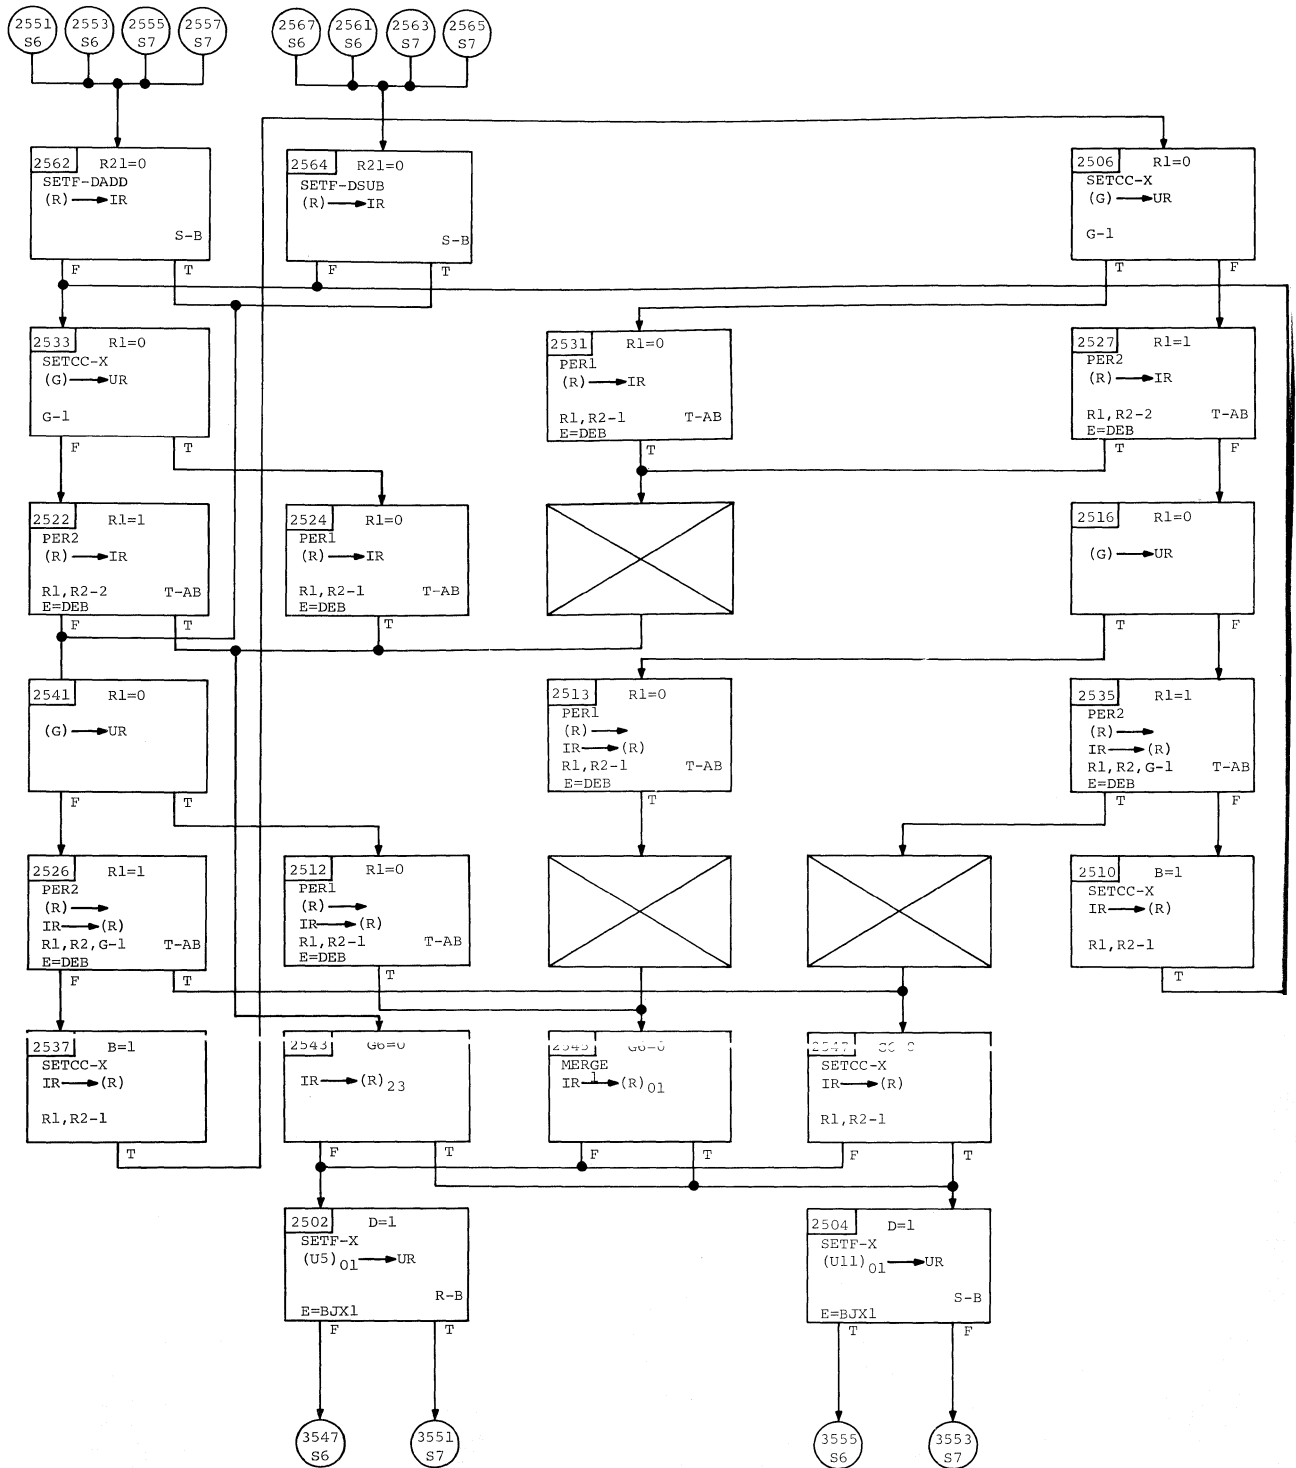 2551 2553 2555 2557 2567 2561 2563 2565
S6 S6 S7 S7 S6 S6 S7 S7
2562 R21=0
SETF-DADD
(R) → IR
S-B
F T
2564 R21=0
SETF-DSUB
(R) → IR
S-B
F T
2506 R1=0
SETCC-X
(G) → UR
G-1
T F
2533 R1=0
SETCC-X
(G) → UR
G-1
F T
2531 R1=0
PER1
(R) → IR
R1,R2-1 T-AB
E=DEB
T
2527 R1=1
PER2
(R) → IR
R1,R2-2 T-AB
E=DEB
T F
2522 R1=1
PER2
(R) → IR
R1,R2-2 T-AB
E=DEB
F T
2524 R1=0
PER1
(R) → IR
R1,R2-1 T-AB
E=DEB
T
2516 R1=0
(G) → UR
T F
2541 R1=0
(G) → UR
F T
2513 R1=0
PER1
(R) →
IR → (R)
R1,R2-1 T-AB
E=DEB
T
2535 R1=1
PER2
(R) →
IR → (R)
R1,R2,G-1 T-AB
E=DEB
T F
2526 R1=1
PER2
(R) →
IR → (R)
R1,R2,G-1 T-AB
E=DEB
F T
2512 R1=0
PER1
(R) →
IR → (R)
R1,R2-1 T-AB
E=DEB
T
2510 B=1
SETCC-X
IR → (R)
R1,R2-1
T
2537 B=1
SETCC-X
IR → (R)
R1,R2-1
T
2543 G6=0
IR → (R)23
F T
2545
MERGE
IR 1 → (R)01
F T
2547
SETCC-X
IR → (R)
R1,R2-1
F T
2502 D=1
SETF-X
(U5)01 → UR
R-B
E=BJX1
F T
2504 D=1
SETF-X
(U11)01 → UR
S-B
E=BJX1
T F
3547 3551 3555 3553
S6 S7 S6 S7